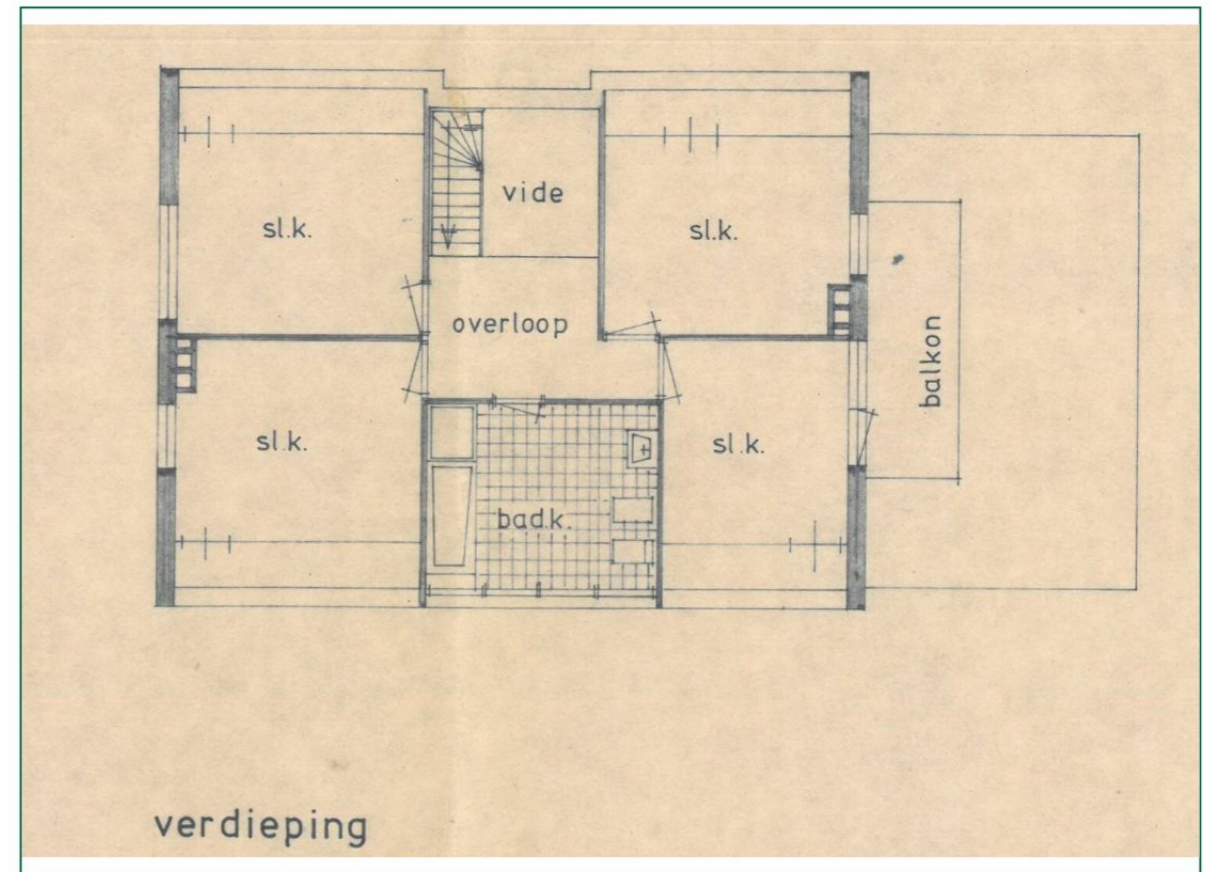 vide
sl.k.
sl.k.
overloop
balkon
sl.k.
sl.k.
bad.k.
verdieping